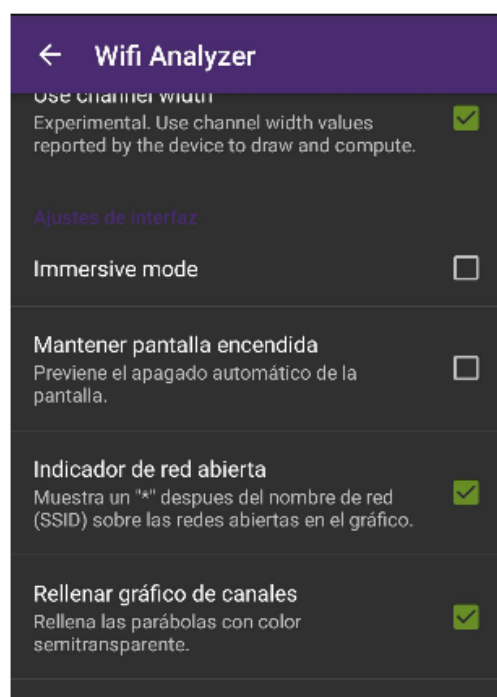 Wifi Analyzer
Use channel width
Experimental. Use channel width values
reported by the device to draw and compute.
Ajustes de interfaz
Immersive mode
Mantener pantalla encendida
Previene el apagado automático de la
pantalla.
Indicador de red abierta
Muestra un "*" despues del nombre de red
(SSID) sobre las redes abiertas en el gráfico.
Rellenar gráfico de canales
Rellena las parábolas con color
semitransparente.